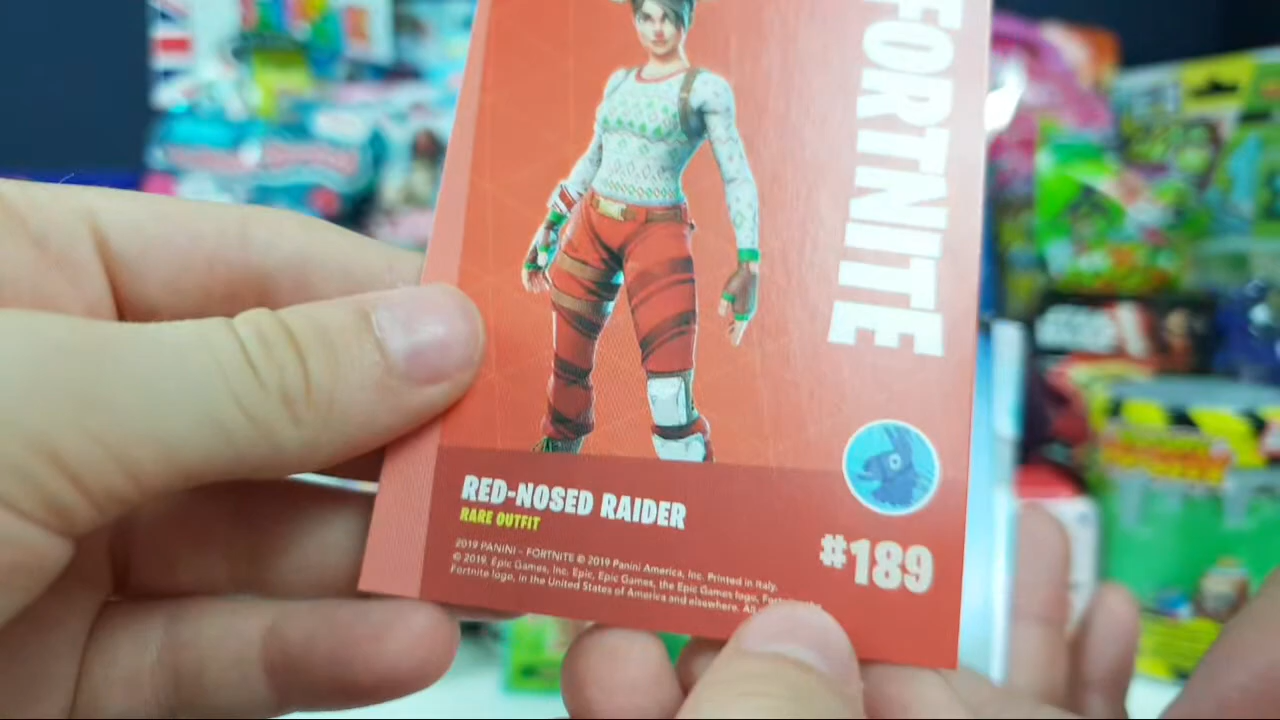 FORTNITE
RED-NOSED RAIDER
RARE OUTFIT
#189
2019 PANINI - FORTNITE © 2019 Panini America, Inc. Printed in Italy.
© 2019, Epic Games, Inc. Epic, Epic Games, the Epic Games logo,
Fortnite logo, in the United States of America and elsewhere. All